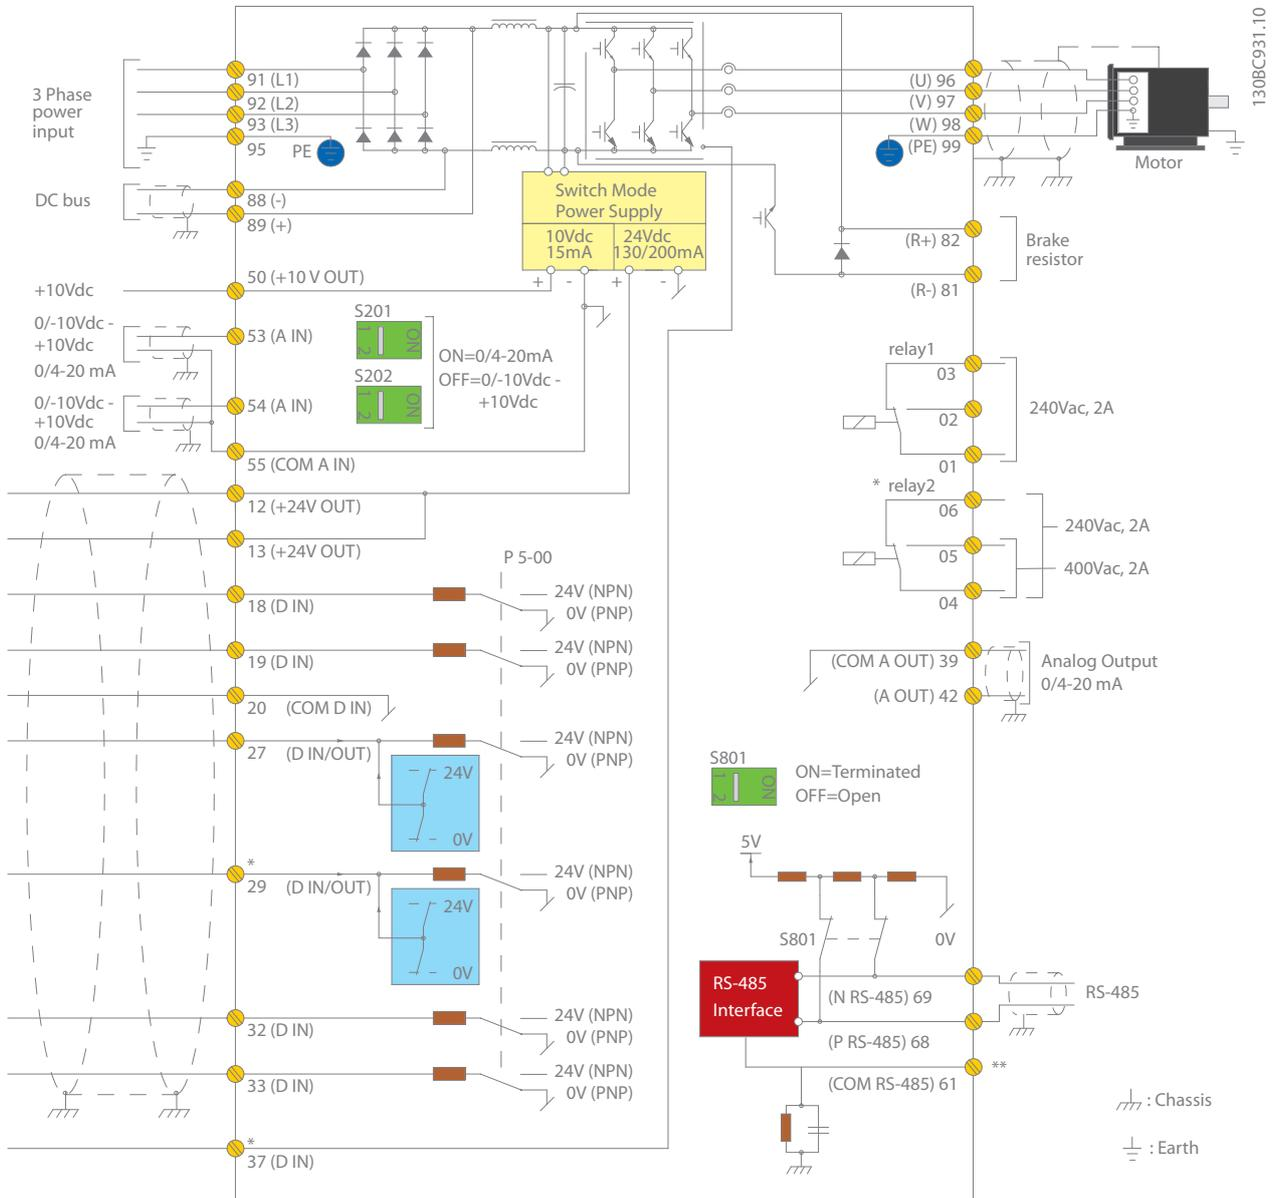 130BC931.10
3 Phase
power
input
91 (L1)
92 (L2)
93 (L3)
95
PE
DC bus
88 (-)
89 (+)
50 (+10 V OUT)
+10Vdc
0/-10Vdc -
+10Vdc
0/4-20 mA
53 (A IN)
0/-10Vdc -
+10Vdc
0/4-20 mA
54 (A IN)
55 (COM A IN)
12 (+24V OUT)
13 (+24V OUT)
18 (D IN)
19 (D IN)
20 (COM D IN)
27 (D IN/OUT)
24V
0V
*
29 (D IN/OUT)
24V
0V
32 (D IN)
33 (D IN)
*
37 (D IN)
S201
1
2
ON
S202
1
2
ON
ON=0/4-20mA
OFF=0/-10Vdc -
+10Vdc
P 5-00
24V (NPN)
0V (PNP)
24V (NPN)
0V (PNP)
24V (NPN)
0V (PNP)
24V (NPN)
0V (PNP)
24V (NPN)
0V (PNP)
24V (NPN)
0V (PNP)
Switch Mode
Power Supply
10Vdc
15mA
24Vdc
130/200mA
+ - + -
(U) 96
(V) 97
(W) 98
(PE) 99
Motor
(R+) 82
Brake
resistor
(R-) 81
relay1
03
02
240Vac, 2A
01
* relay2
06
240Vac, 2A
05
400Vac, 2A
04
(COM A OUT) 39
Analog Output
0/4-20 mA
(A OUT) 42
S801
1
2
ON
ON=Terminated
OFF=Open
5V
S801
0V
RS-485
Interface
(N RS-485) 69
RS-485
(P RS-485) 68
(COM RS-485) 61
**
: Chassis
: Earth